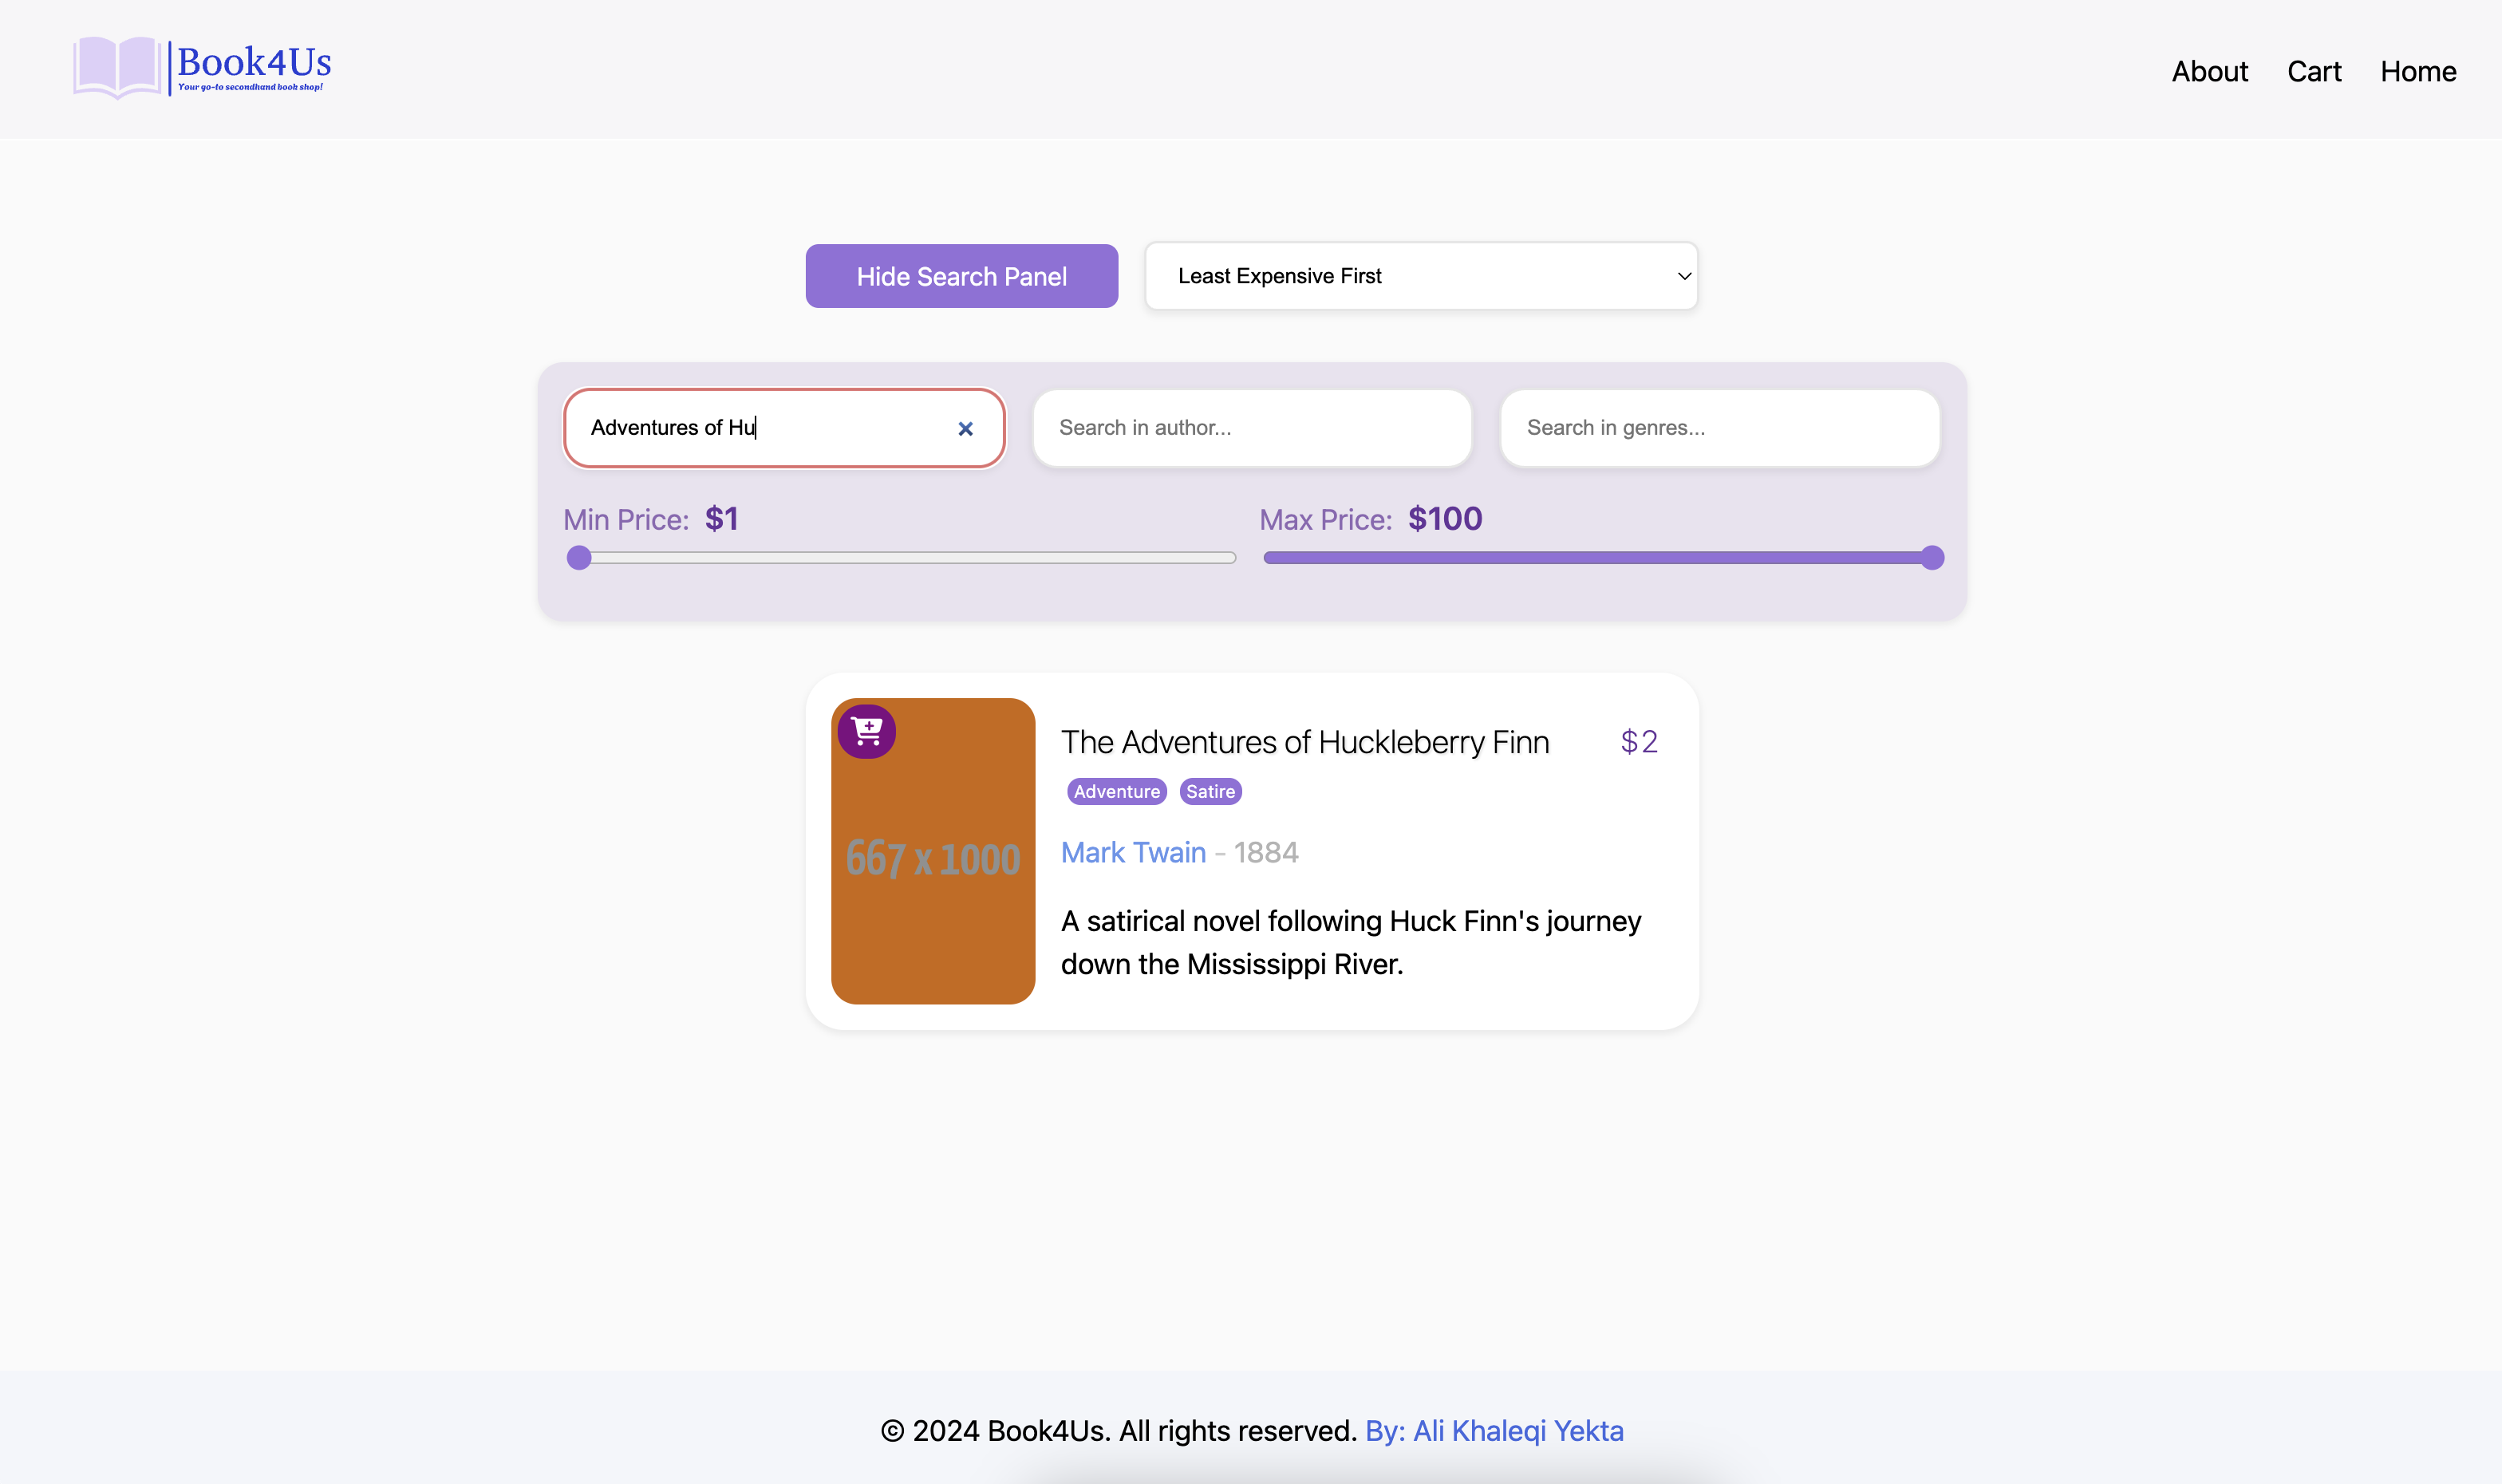 Book4Us
Your go-to secondhand book shop!
About Cart Home
Hide Search Panel
Least Expensive First
Adventures of Hu
Search in author...
Search in genres...
Min Price: $1
Max Price: $100
The Adventures of Huckleberry Finn $2
Adventure Satire
667 x 1000
Mark Twain - 1884
A satirical novel following Huck Finn's journey
down the Mississippi River.
© 2024 Book4Us. All rights reserved. By: Ali Khaleqi Yekta